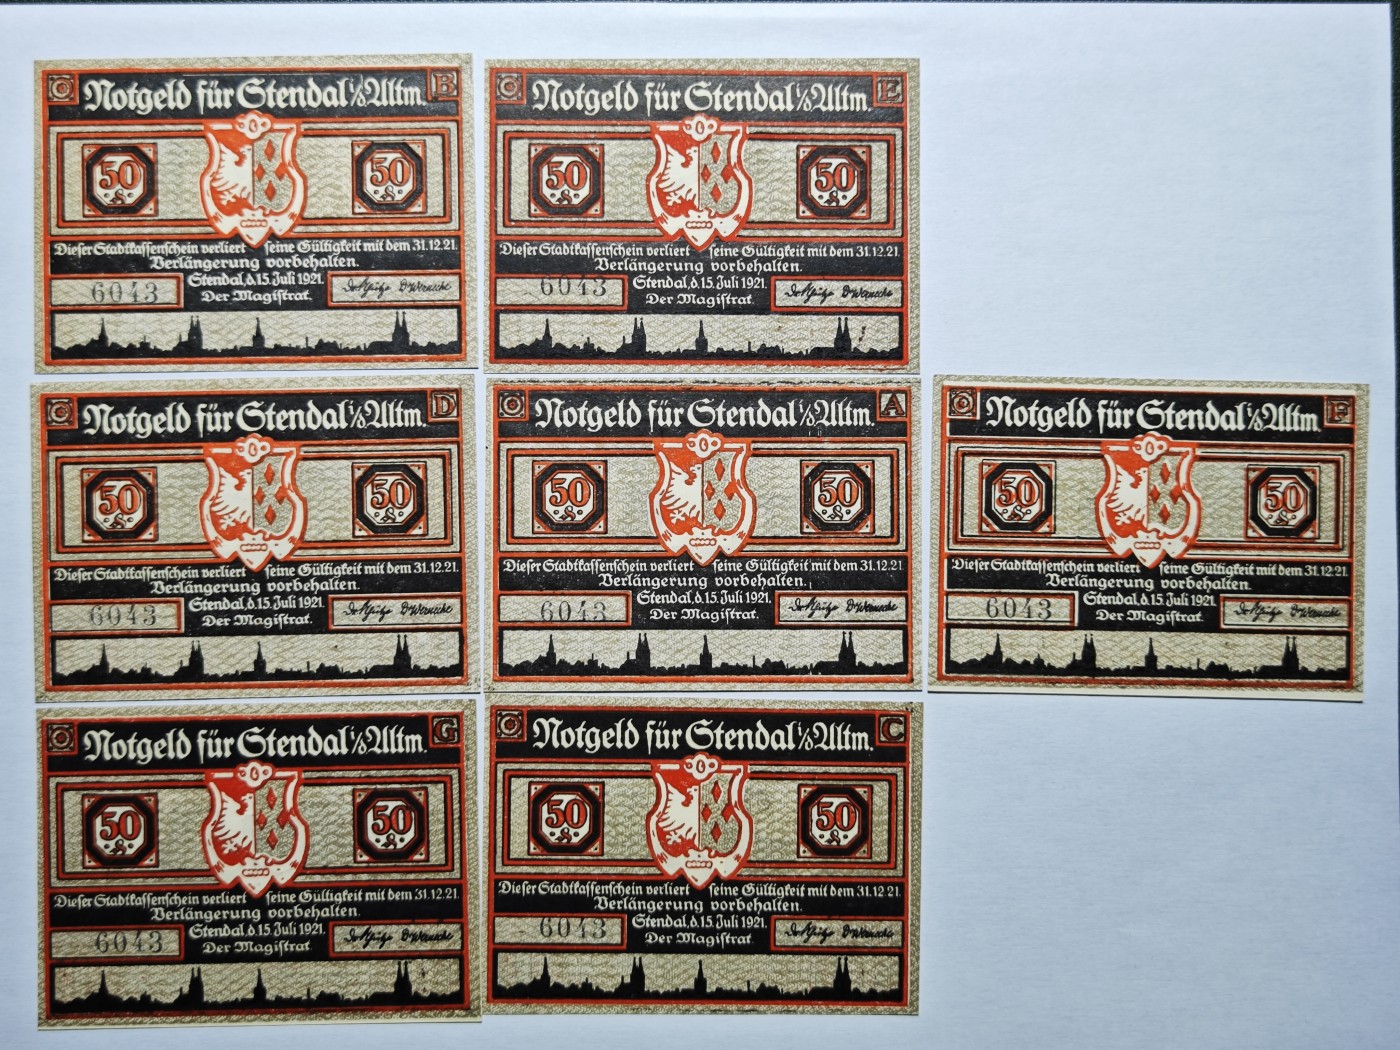 Notgeld für Stendal i/s Altm. B
50 50
Dieser Stadtkassenschein verliert seine Gültigkeit mit dem 31.12.21.
Verlängerung vorbehalten.
6043 Stendal, d. 15. Juli 1921.
Der Magistrat.
Notgeld für Stendal i/s Altm. E
50 50
Dieser Stadtkassenschein verliert seine Gültigkeit mit dem 31.12.21.
Verlängerung vorbehalten.
6043 Stendal, d. 15. Juli 1921.
Der Magistrat.
Notgeld für Stendal i/s Altm. D
50 50
Dieser Stadtkassenschein verliert seine Gültigkeit mit dem 31.12.21.
Verlängerung vorbehalten.
6043 Stendal, d. 15. Juli 1921.
Der Magistrat.
Notgeld für Stendal i/s Altm. A
50 50
Dieser Stadtkassenschein verliert seine Gültigkeit mit dem 31.12.21.
Verlängerung vorbehalten.
6043 Stendal, d. 15. Juli 1921.
Der Magistrat.
Notgeld für Stendal i/s Altm. F
50 50
Dieser Stadtkassenschein verliert seine Gültigkeit mit dem 31.12.21.
Verlängerung vorbehalten.
6043 Stendal, d. 15. Juli 1921.
Der Magistrat.
Notgeld für Stendal i/s Altm. G
50 50
Dieser Stadtkassenschein verliert seine Gültigkeit mit dem 31.12.21.
Verlängerung vorbehalten.
6043 Stendal, d. 15. Juli 1921.
Der Magistrat.
Notgeld für Stendal i/s Altm. C
50 50
Dieser Stadtkassenschein verliert seine Gültigkeit mit dem 31.12.21.
Verlängerung vorbehalten.
6043 Stendal, d. 15. Juli 1921.
Der Magistrat.